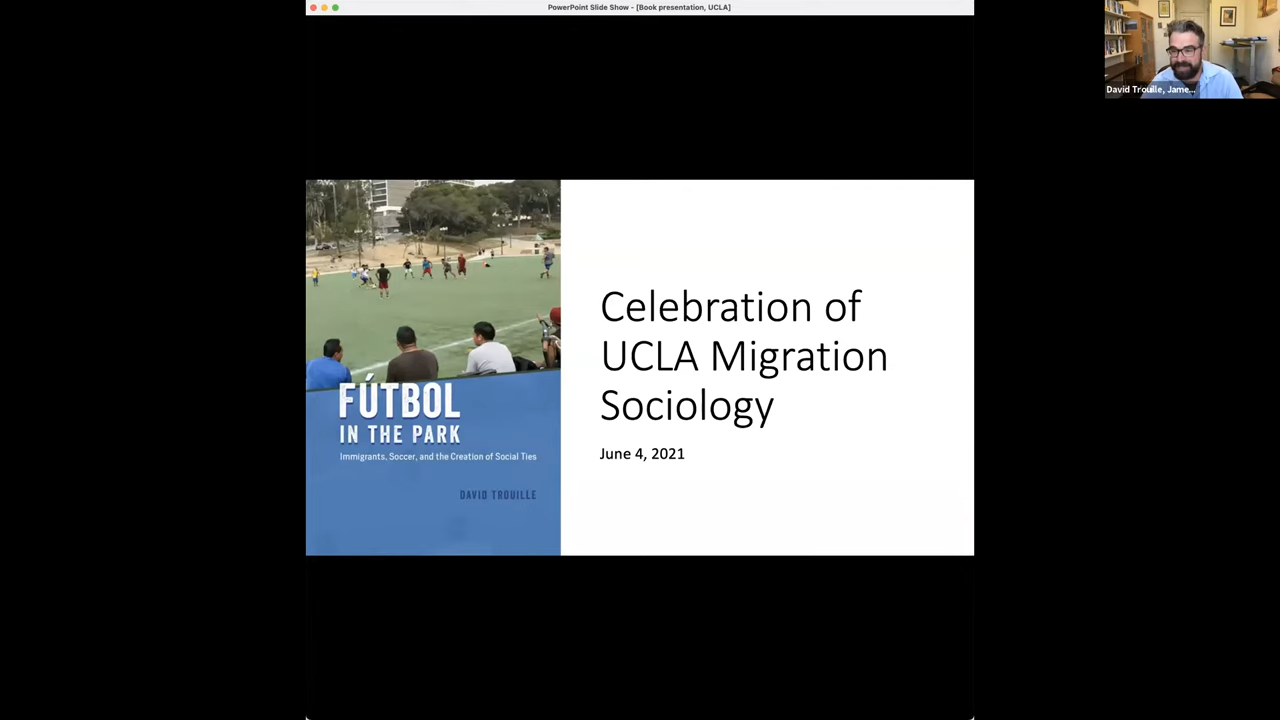 PowerPoint Slide Show - [Book presentation, UCLA]
David Trouille, Jame...
Celebration of
UCLA Migration
Sociology
June 4, 2021
FÚTBOL
IN THE PARK
Immigrants, Soccer, and the Creation of Social Ties
DAVID TROUILLE